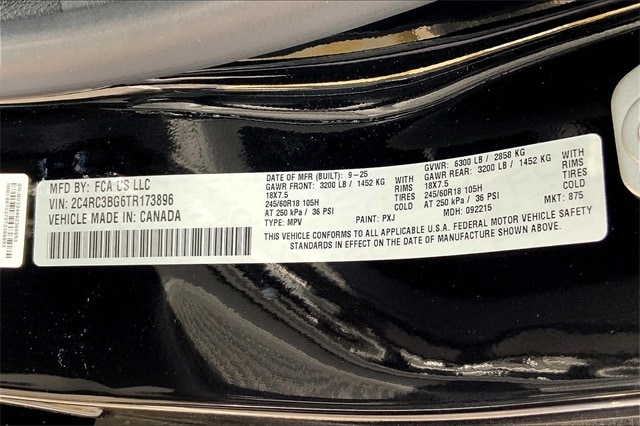 MFD BY: FCA US LLC
VIN: 2C4RC3BG6TR173896
VEHICLE MADE IN CANADA
DATE OF MFR (BUILT): 9-25
GAWR FRONT: 3200 LB / 1452 KG
18X7.5 RIMS
245/60R18 105H TIRES
AT 250 kPa / 36 PSI COLD
TYPE: MPV PAINT: PXJ
GVWR: 6300 LB / 2858 KG
GAWR REAR: 3200 LB / 1452 KG
18X7.5 RIMS
245/60R18 105H TIRES
AT 250 kPa / 36 PSI COLD
MDH: 092215 MKT: 875
THIS VEHICLE CONFORMS TO ALL APPLICABLE U.S.A. FEDERAL MOTOR VEHICLE SAFETY
STANDARDS IN EFFECT ON THE DATE OF MANUFACTURE SHOWN ABOVE.